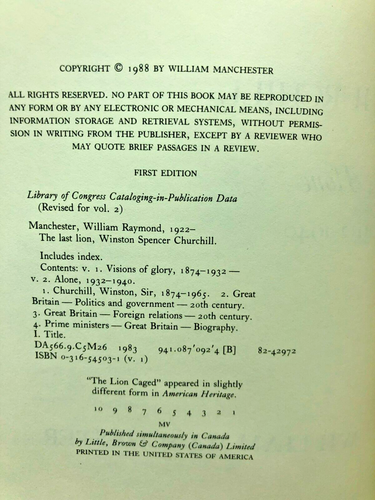 COPYRIGHT © 1988 BY WILLIAM MANCHESTER
ALL RIGHTS RESERVED. NO PART OF THIS BOOK MAY BE REPRODUCED IN
ANY FORM OR BY ANY ELECTRONIC OR MECHANICAL MEANS, INCLUDING
INFORMATION STORAGE AND RETRIEVAL SYSTEMS, WITHOUT PERMIS-
SION IN WRITING FROM THE PUBLISHER, EXCEPT BY A REVIEWER WHO
MAY QUOTE BRIEF PASSAGES IN A REVIEW.
FIRST EDITION
Library of Congress Cataloging-in-Publication Data
(Revised for vol. 2)
Manchester, William Raymond, 1922–
The last lion, Winston Spencer Churchill.
Includes index.
Contents: v. 1. Visions of glory, 1874-1932 —
v. 2. Alone, 1932-1940.
1. Churchill, Winston, Sir, 1874-1965. 2. Great
Britain — Politics and government — 20th century.
3. Great Britain — Foreign relations — 20th century.
4. Prime ministers — Great Britain — Biography.
I. Title.
DA566.9.C5M26 1983 941.087'092'4 [B] 82-42972
ISBN 0-316-54503-1 (v. 1)
"The Lion Caged" appeared in slightly
different form in American Heritage.
10 9 8 7 6 5 4 3 2 1
MV
Published simultaneously in Canada
by Little, Brown & Company (Canada) Limited
PRINTED IN THE UNITED STATES OF AMERICA